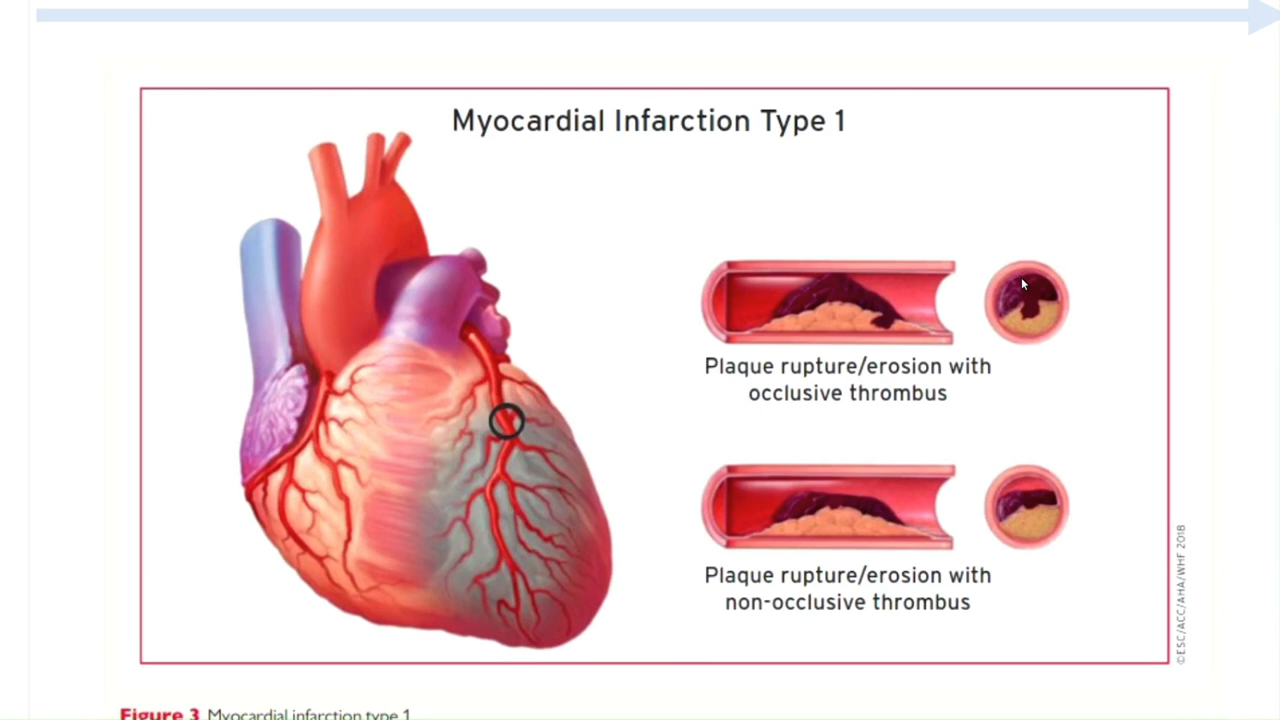 Myocardial Infarction Type 1
Plaque rupture/erosion with
occlusive thrombus
Plaque rupture/erosion with
non-occlusive thrombus
©ESC/ACC/AHA/WHF 2018
Figure 3 Myocardial infarction type 1